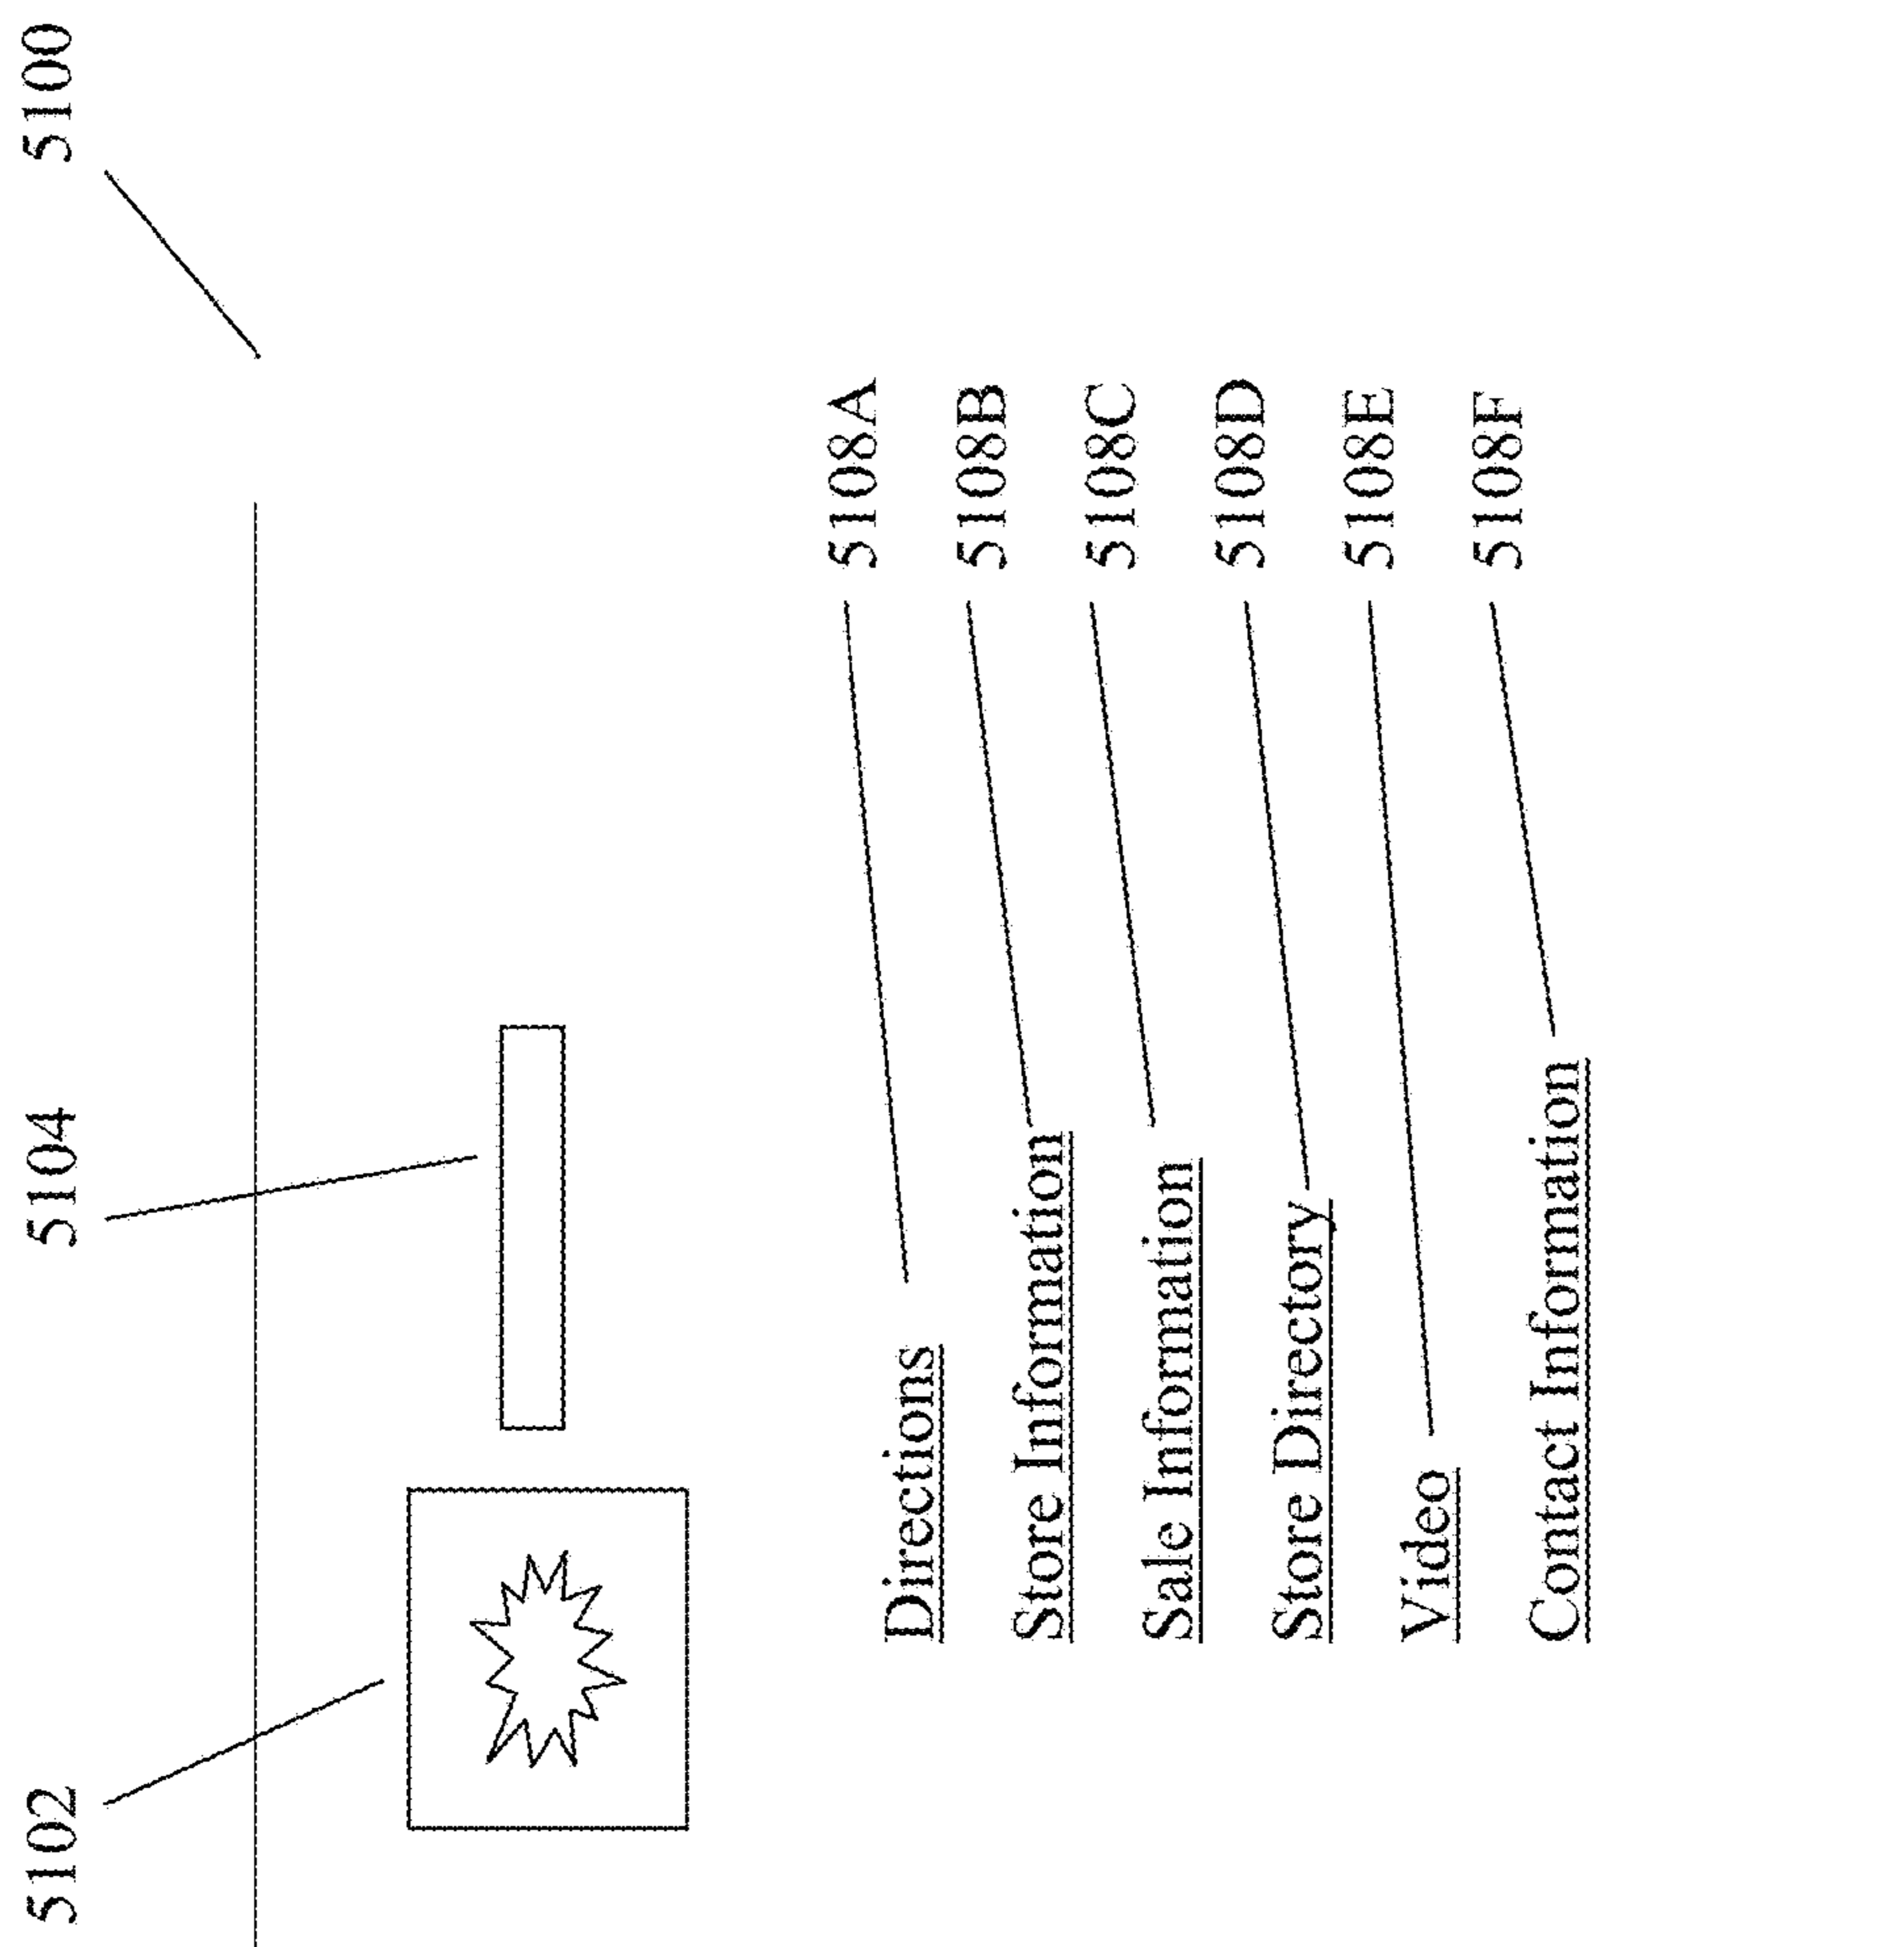 5102 5104 5100
Directions 5108A
Store Information 5108B
Sale Information 5108C
Store Directory 5108D
Video 5108E
Contact Information 5108F